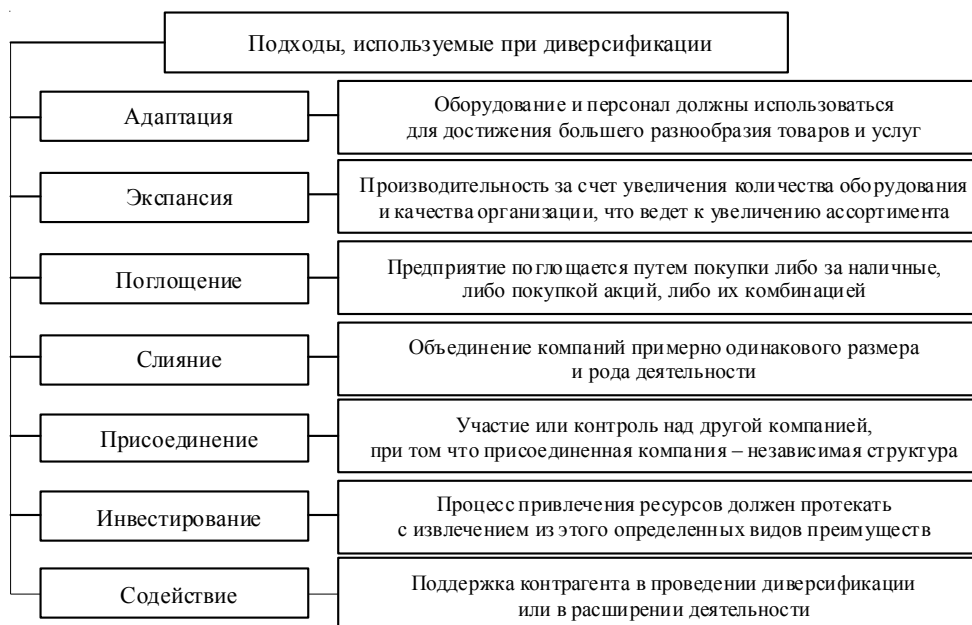 Подходы, используемые при диверсификации
Адаптация
Оборудование и персонал должны использоваться
для достижения большего разнообразия товаров и услуг
Экспансия
Производительность за счет увеличения количества оборудования
и качества организации, что ведет к увеличению ассортимента
Поглощение
Предприятие поглощается путем покупки либо за наличные,
либо покупкой акций, либо их комбинацией
Слияние
Объединение компаний примерно одинакового размера
и рода деятельности
Присоединение
Участие или контроль над другой компанией,
при том что присоединенная компания – независимая структура
Инвестирование
Процесс привлечения ресурсов должен протекать
с извлечением из этого определенных видов преимуществ
Содействие
Поддержка контрагента в проведении диверсификации
или в расширении деятельности